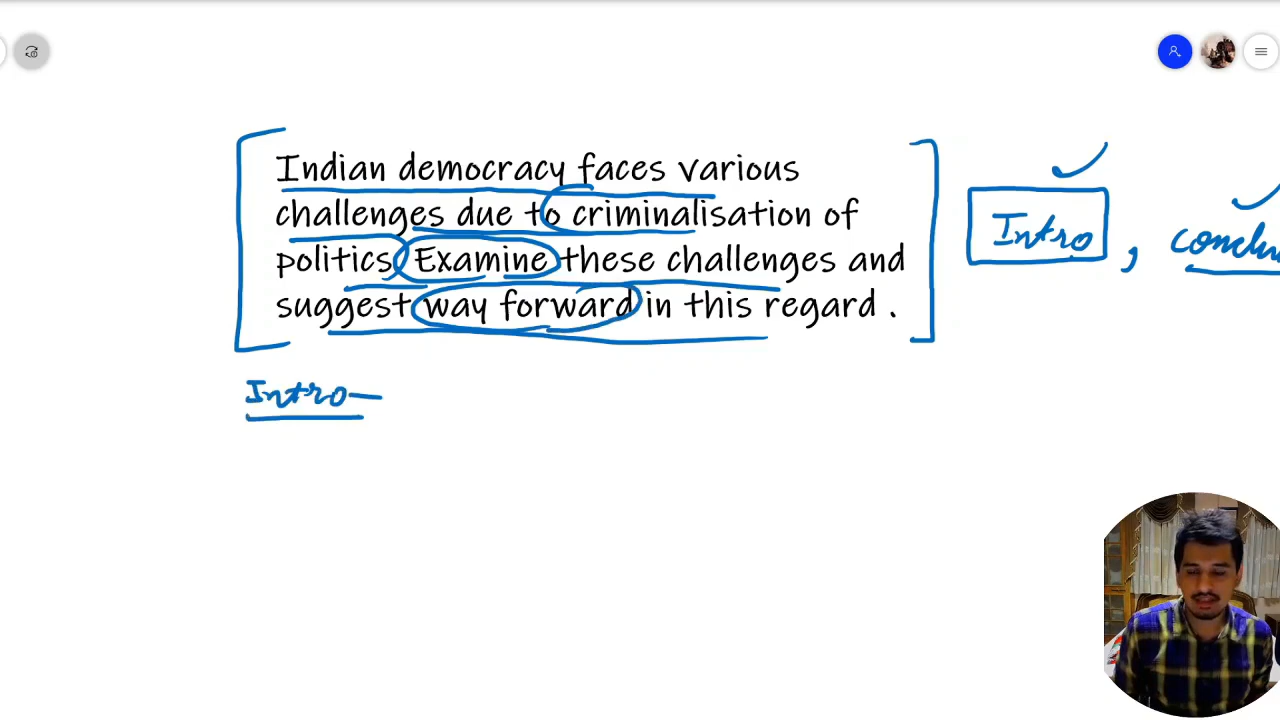 Indian democracy faces various
challenges due to criminalisation of
politics Examine these challenges and
suggest way forward in this regard .
Intro ,
Intro —